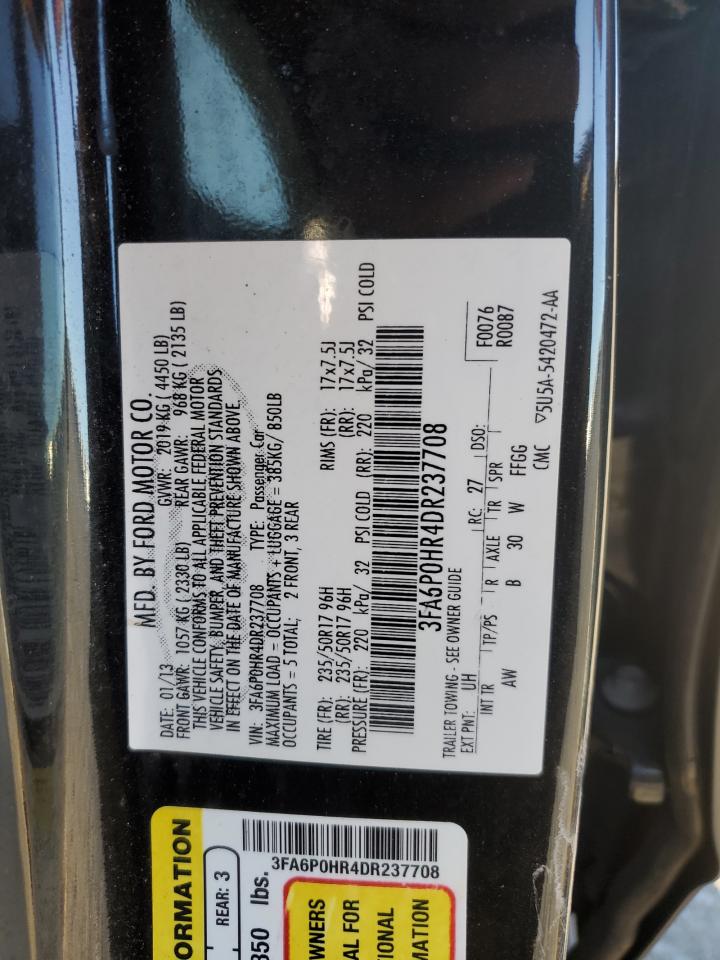 MFD. BY FORD MOTOR CO.
DATE: 01/13 GVWR: 2019 KG ( 4450 LB)
FRONT GAWR: 1057 KG ( 2330 LB) REAR GAWR: 968 KG ( 2135 LB)
THIS VEHICLE CONFORMS TO ALL APPLICABLE FEDERAL MOTOR
VEHICLE SAFETY, BUMPER, AND THEFT PREVENTION STANDARDS
IN EFFECT ON THE DATE OF MANUFACTURE SHOWN ABOVE.
VIN: 3FA6P0HR4DR237708 TYPE: Passenger Car
MAXIMUM LOAD = OCCUPANTS + LUGGAGE = 385KG/ 850LB
OCCUPANTS = 5 TOTAL; 2 FRONT, 3 REAR
TIRE (FR): 235/50R17 96H RIMS (FR): 17x7.5J
(RR): 235/50R17 96H (RR): 17x7.5J
PRESSURE (FR): 220 kPa/ 32 PSI COLD (RR): 220 kPa/ 32 PSI COLD
3FA6P0HR4DR237708
TRAILER TOWING - SEE OWNER GUIDE
F0076
R0087
EXT PNT: UH RC: 27 DSO:
INT TR TP/PS R AXLE TR SPR
AW B 30 W FFGG
CMC ▽5U5A-5420472-AA
ORMATION
REAR: 3
850 lbs.
3FA6P0HR4DR237708
WNERS
AL FOR
TIONAL
MATION